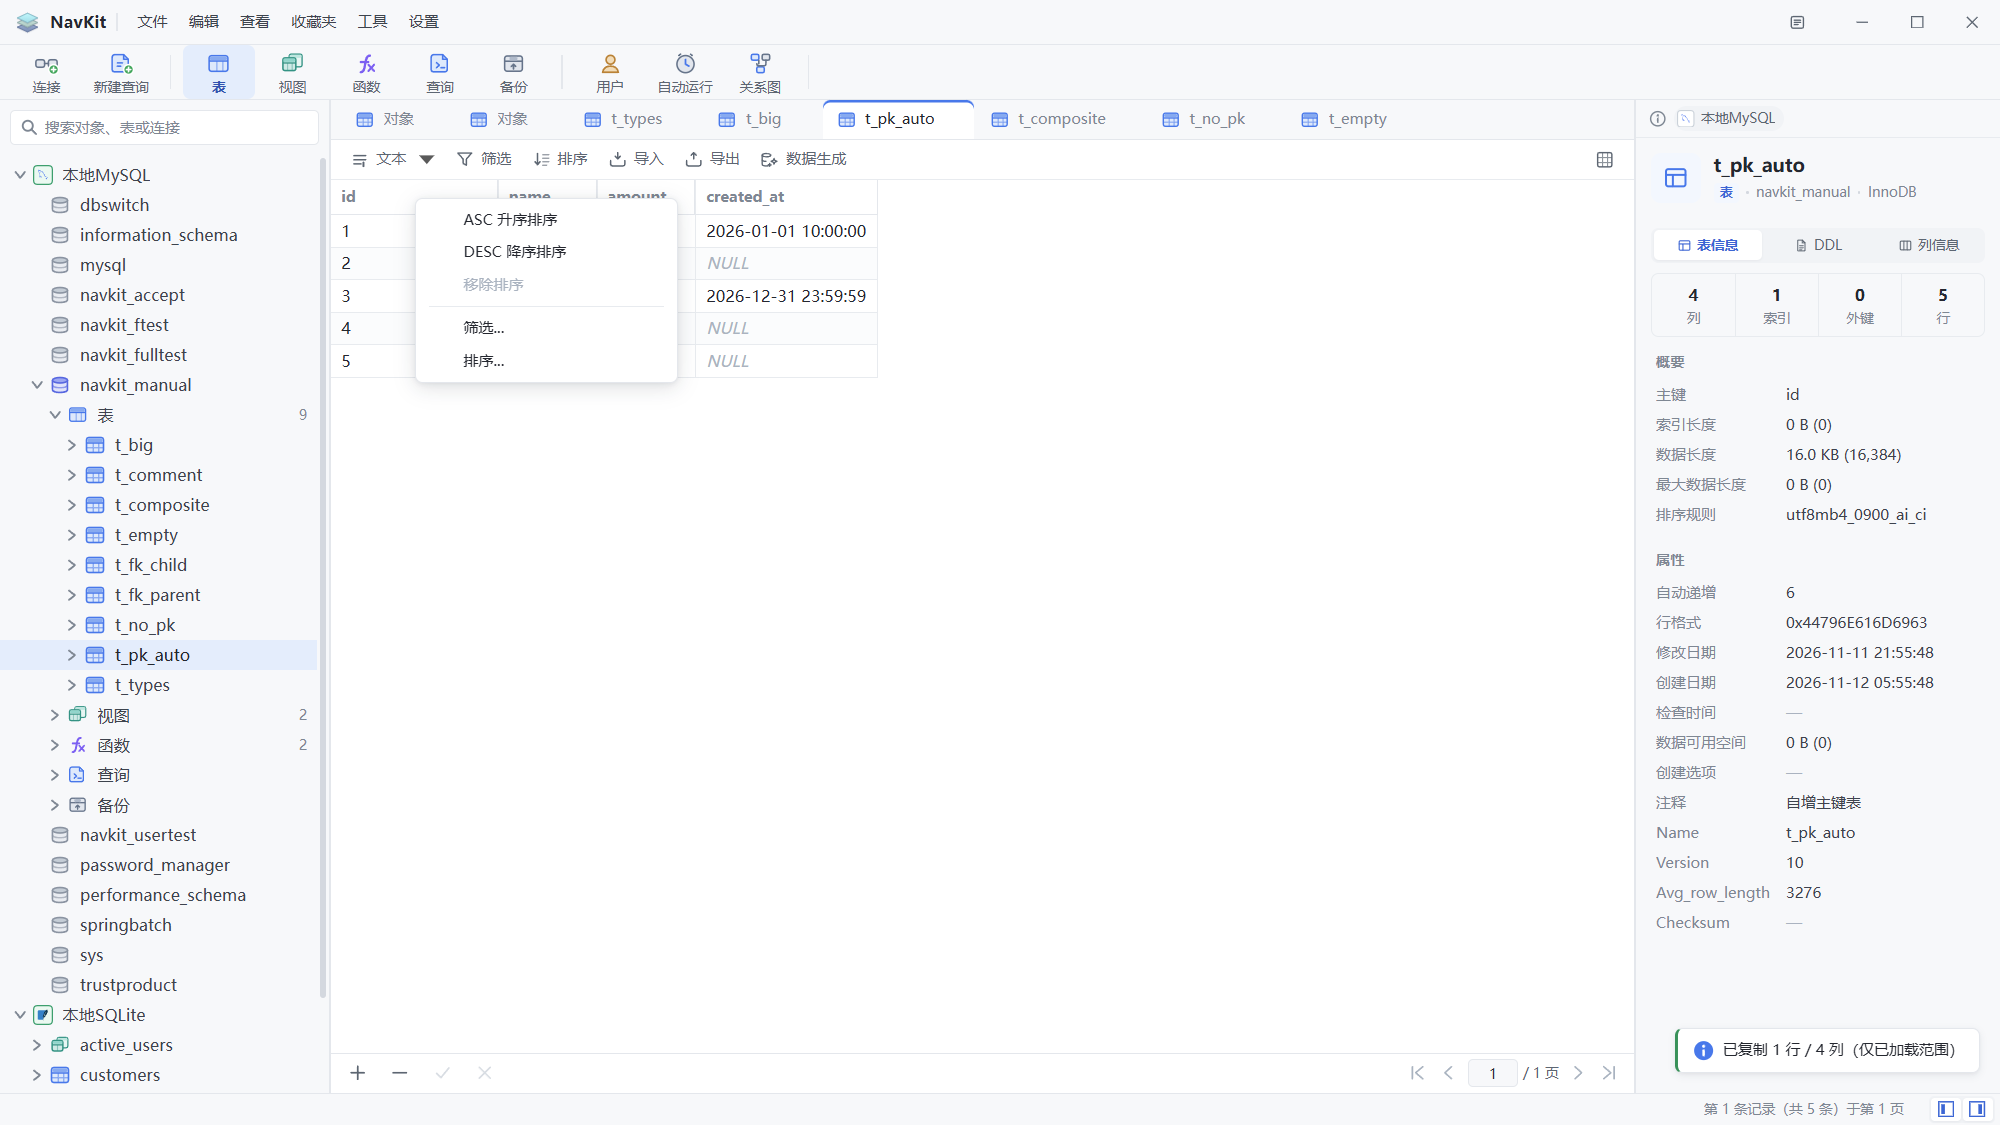 NavKit 文件 编辑 查看 收藏夹 工具 设置
连接 新建查询 表 视图 函数 查询 备份 用户 自动运行 关系图
搜索对象、表或连接
本地MySQL
dbswitch
information_schema
mysql
navkit_accept
navkit_ftest
navkit_fulltest
navkit_manual
表 9
t_big
t_comment
t_composite
t_empty
t_fk_child
t_fk_parent
t_no_pk
t_pk_auto
t_types
视图 2
函数 2
查询
备份
navkit_usertest
password_manager
performance_schema
springbatch
sys
trustproduct
本地SQLite
active_users
customers
对象 对象 t_types t_big t_pk_auto t_composite t_no_pk t_empty
文本 筛选 排序 导入 导出 数据生成
id name amount created_at
1 2026-01-01 10:00:00
2 NULL
3 2026-12-31 23:59:59
4 NULL
5 NULL
ASC 升序排序
DESC 降序排序
移除排序
筛选...
排序...
1 / 1 页
本地MySQL
t_pk_auto
表 · navkit_manual · InnoDB
表信息 DDL 列信息
4 1 0 5
列 索引 外键 行
概要
主键 id
索引长度 0 B (0)
数据长度 16.0 KB (16,384)
最大数据长度 0 B (0)
排序规则 utf8mb4_0900_ai_ci
属性
自动递增 6
行格式 0x44796E616D6963
修改日期 2026-11-11 21:55:48
创建日期 2026-11-12 05:55:48
检查时间 —
数据可用空间 0 B (0)
创建选项 —
注释 自增主键表
Name t_pk_auto
Version 10
Avg_row_length 3276
Checksum —
已复制 1 行 / 4 列（仅已加载范围）
第 1 条记录（共 5 条）于第 1 页